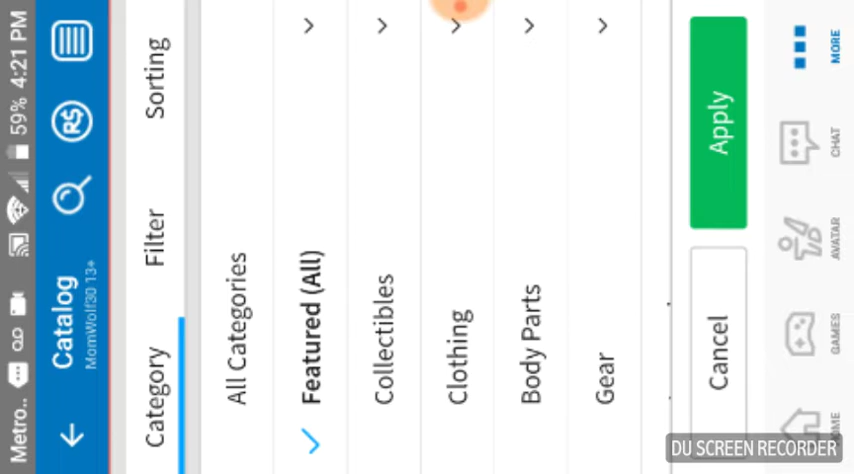 Metro.. 59% 4:21 PM
Catalog
MomWolf30 13+
R$
Category Filter Sorting
All Categories
Featured (All)
Collectibles
Clothing
Body Parts
Gear
Cancel Apply
OME GAMES AVATAR CHAT MORE
DU SCREEN RECORDER